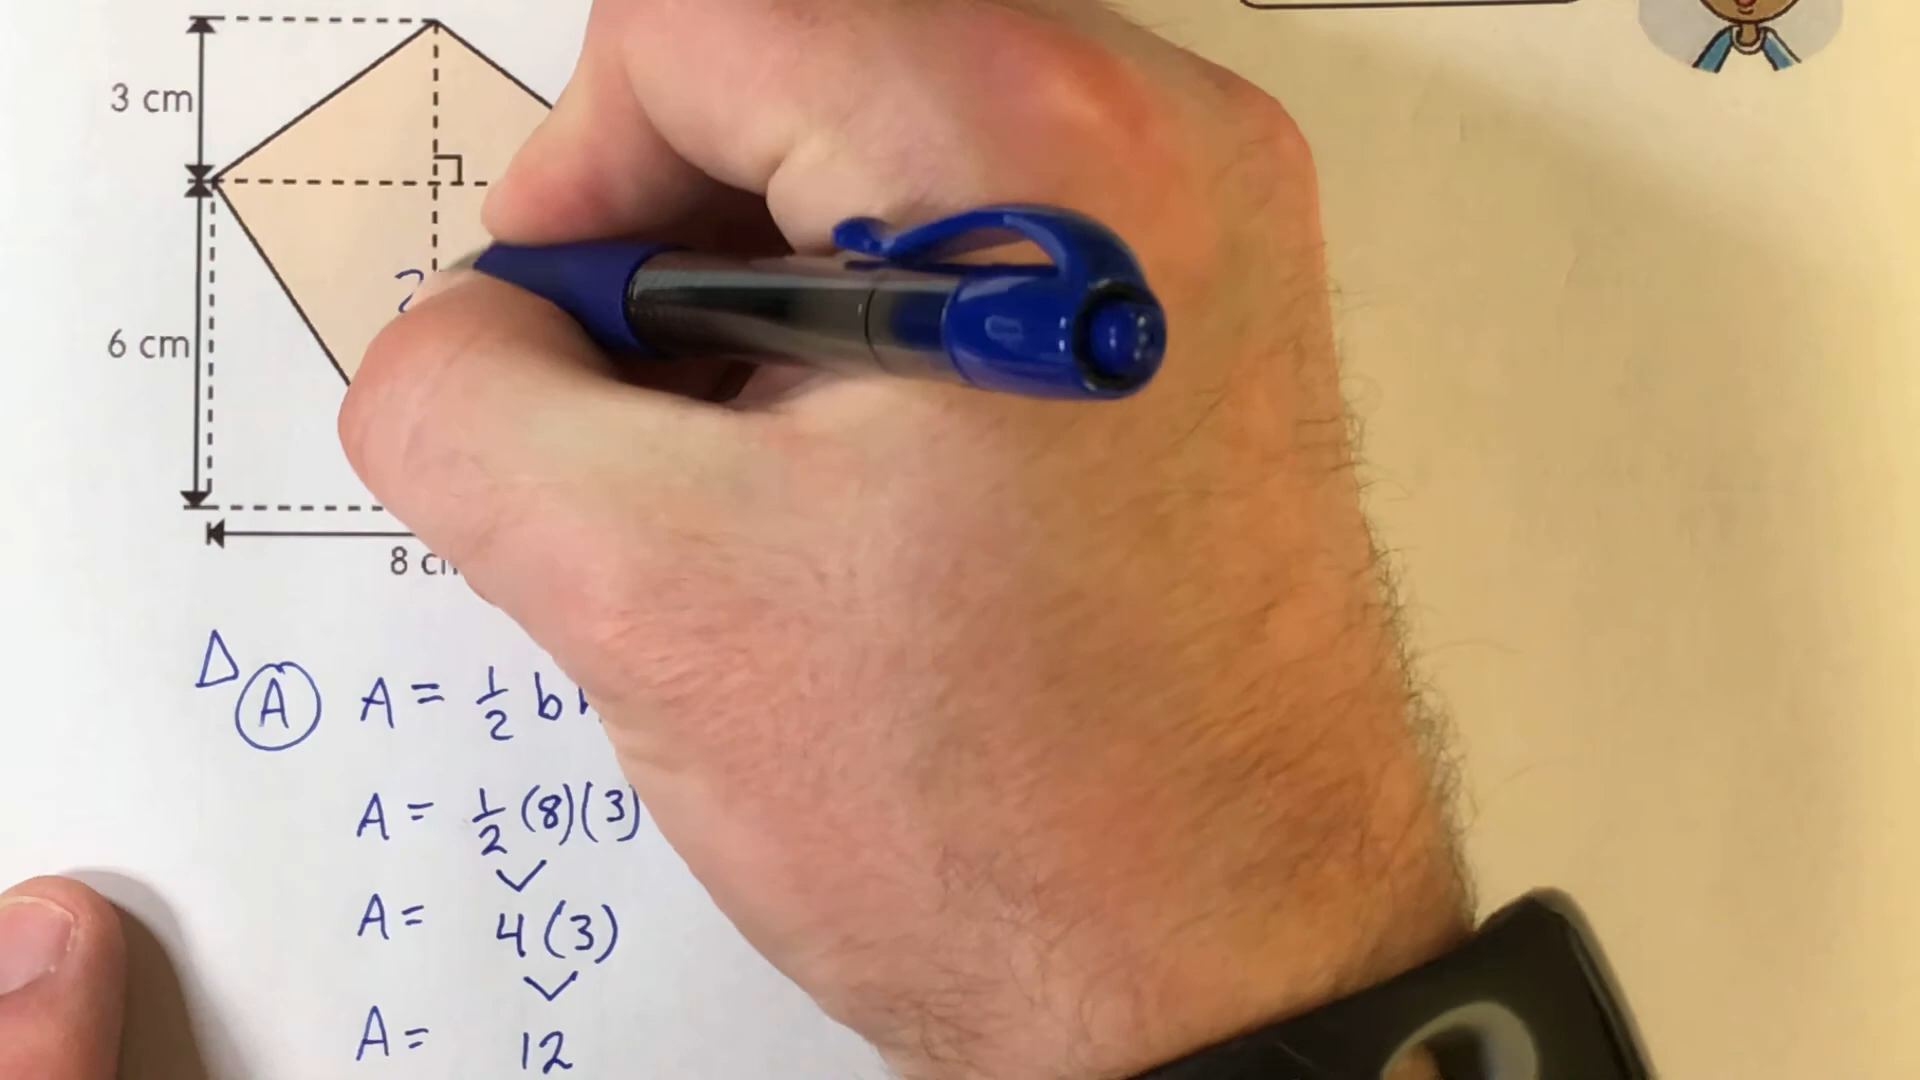 3 cm
2
6 cm
8
Δ Ⓐ A = 1/2 b
A = 1/2 (8)(3)
A = 4(3)
A = 12